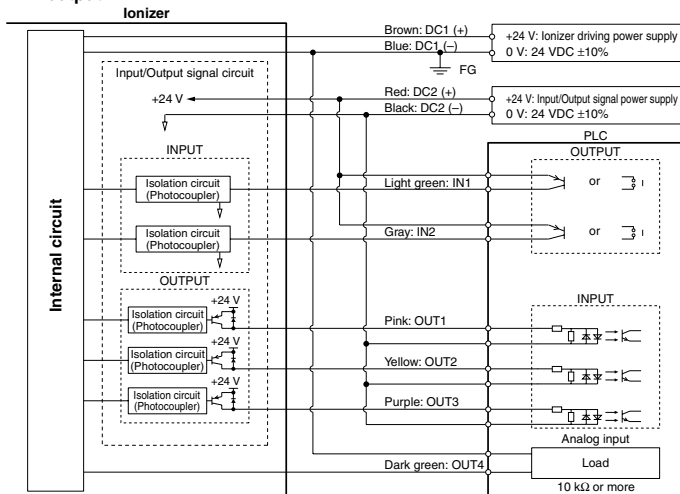 Ionizer
Brown: DC1 (+)
Blue: DC1 (–)
+24 V: Ionizer driving power supply
0 V: 24 VDC ±10%
FG
Input/Output signal circuit
+24 V
Red: DC2 (+)
Black: DC2 (–)
+24 V: Input/Output signal power supply
0 V: 24 VDC ±10%
PLC
OUTPUT
INPUT
Isolation circuit
(Photocoupler)
Light green: IN1
or
Isolation circuit
(Photocoupler)
Gray: IN2
or
Internal circuit
OUTPUT
INPUT
+24 V
Isolation circuit
(Photocoupler)
Pink: OUT1
+24 V
Isolation circuit
(Photocoupler)
Yellow: OUT2
+24 V
Isolation circuit
(Photocoupler)
Purple: OUT3
Analog input
Dark green: OUT4
Load
10 kΩ or more